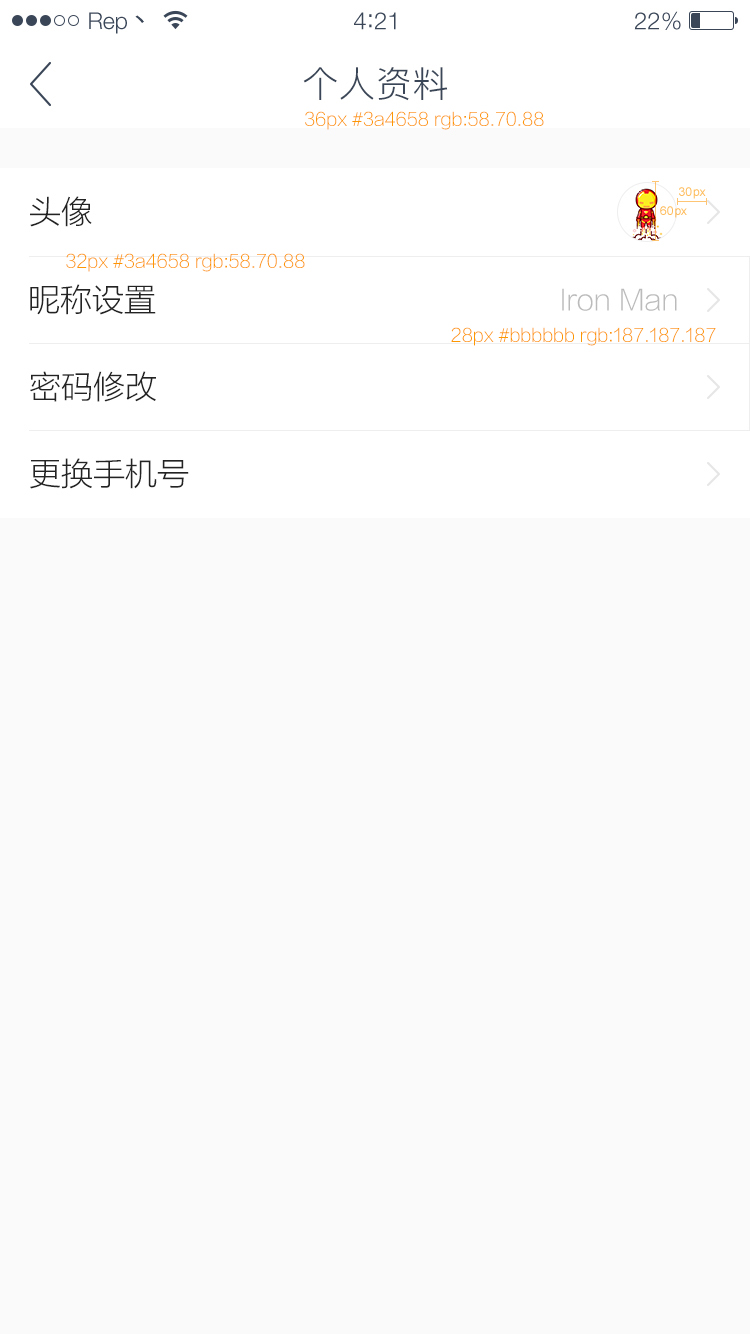 Rep 4:21 22%
个人资料
36px #3a4658 rgb:58.70.88
头像
30px
60px
32px #3a4658 rgb:58.70.88
昵称设置 Iron Man
28px #bbbbbb rgb:187.187.187
密码修改
更换手机号